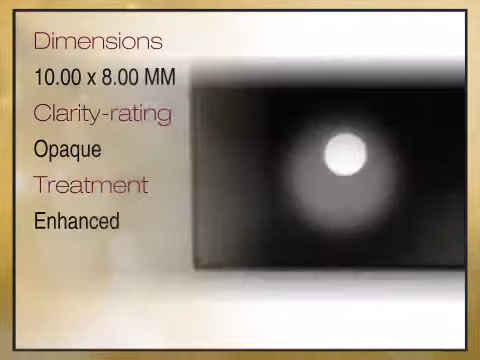 Dimensions
10.00 x 8.00 MM
Clarity-rating
Opaque
Treatment
Enhanced